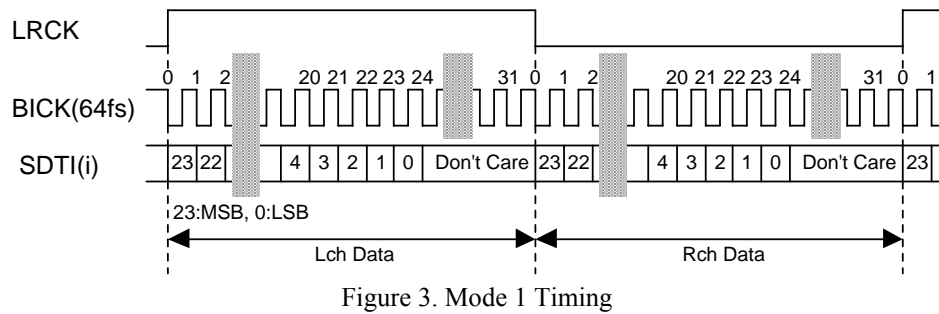 LRCK
0 1 2 20 21 22 23 24 31 0 1 2 20 21 22 23 24 31 0 1
BICK(64fs)
SDTI(i) 23 22 4 3 2 1 0 Don't Care 23 22 4 3 2 1 0 Don't Care 23
23:MSB, 0:LSB
Lch Data Rch Data
Figure 3. Mode 1 Timing